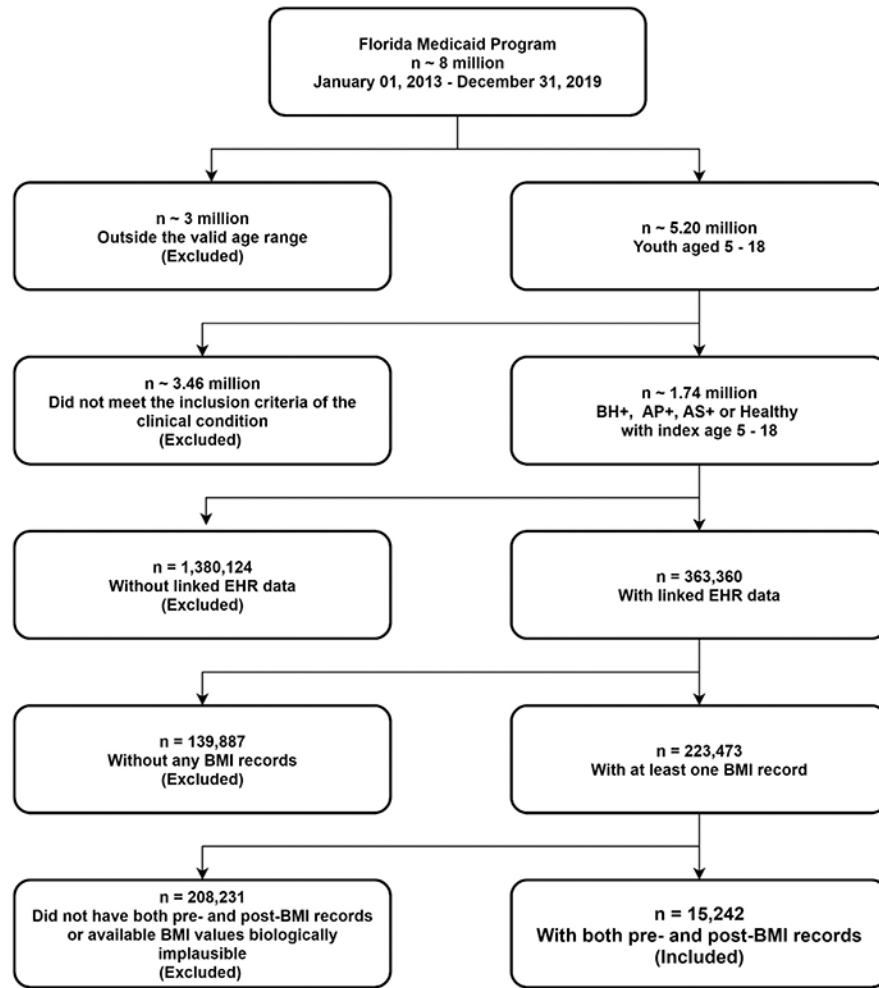 Florida Medicaid Program
n ~ 8 million
January 01, 2013 - December 31, 2019
n ~ 3 million
Outside the valid age range
(Excluded)
n ~ 5.20 million
Youth aged 5 - 18
n ~ 3.46 million
Did not meet the inclusion criteria of the
clinical condition
(Excluded)
n ~ 1.74 million
BH+, AP+, AS+ or Healthy
with index age 5 - 18
n = 1,380,124
Without linked EHR data
(Excluded)
n = 363,360
With linked EHR data
n = 139,887
Without any BMI records
(Excluded)
n = 223,473
With at least one BMI record
n = 208,231
Did not have both pre- and post-BMI records
or available BMI values biologically
implausible
(Excluded)
n = 15,242
With both pre- and post-BMI records
(Included)